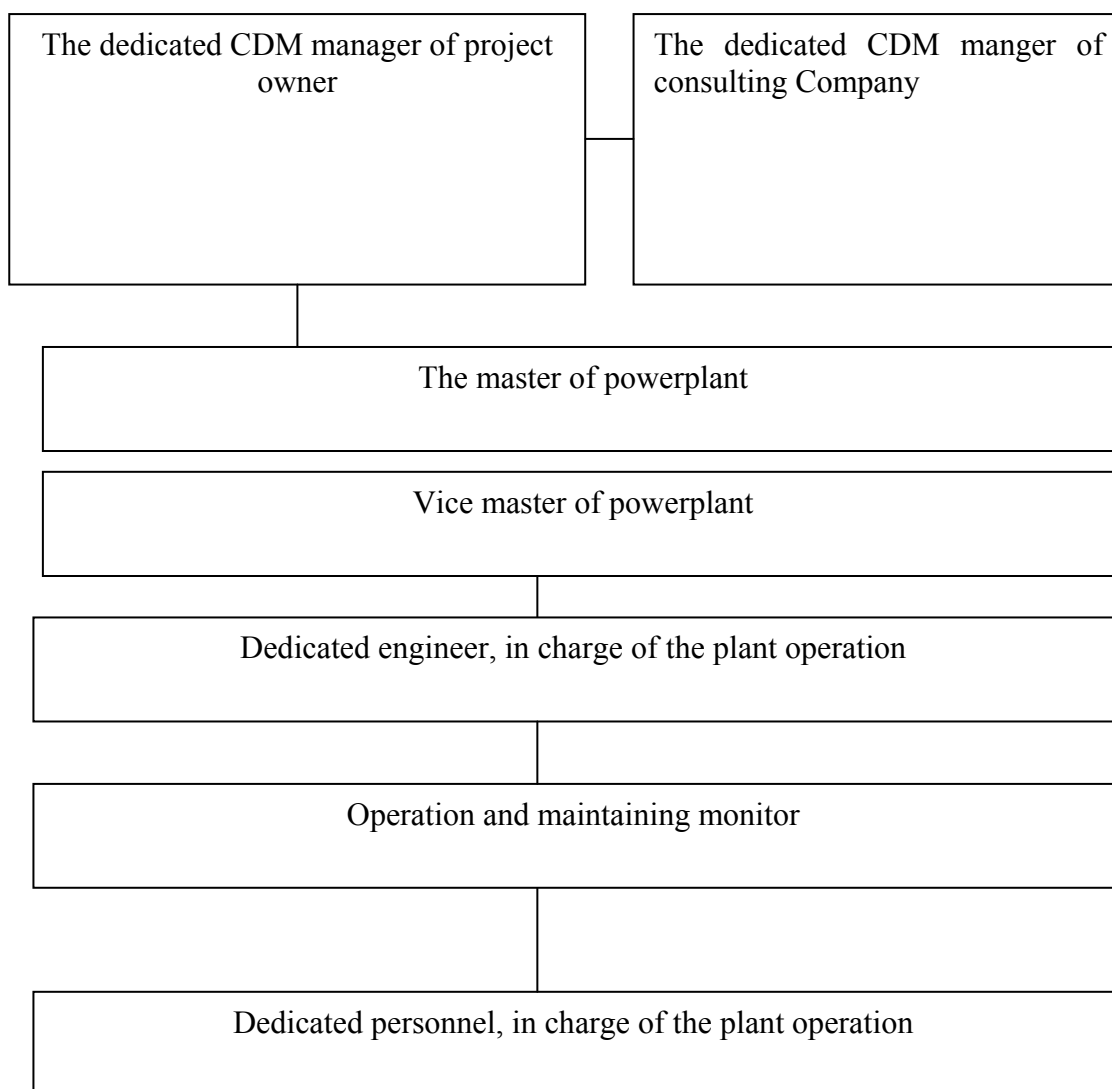 The dedicated CDM manager of project
owner
The dedicated CDM manger of
consulting Company
The master of powerplant
Vice master of powerplant
Dedicated engineer, in charge of the plant operation
Operation and maintaining monitor
Dedicated personnel, in charge of the plant operation